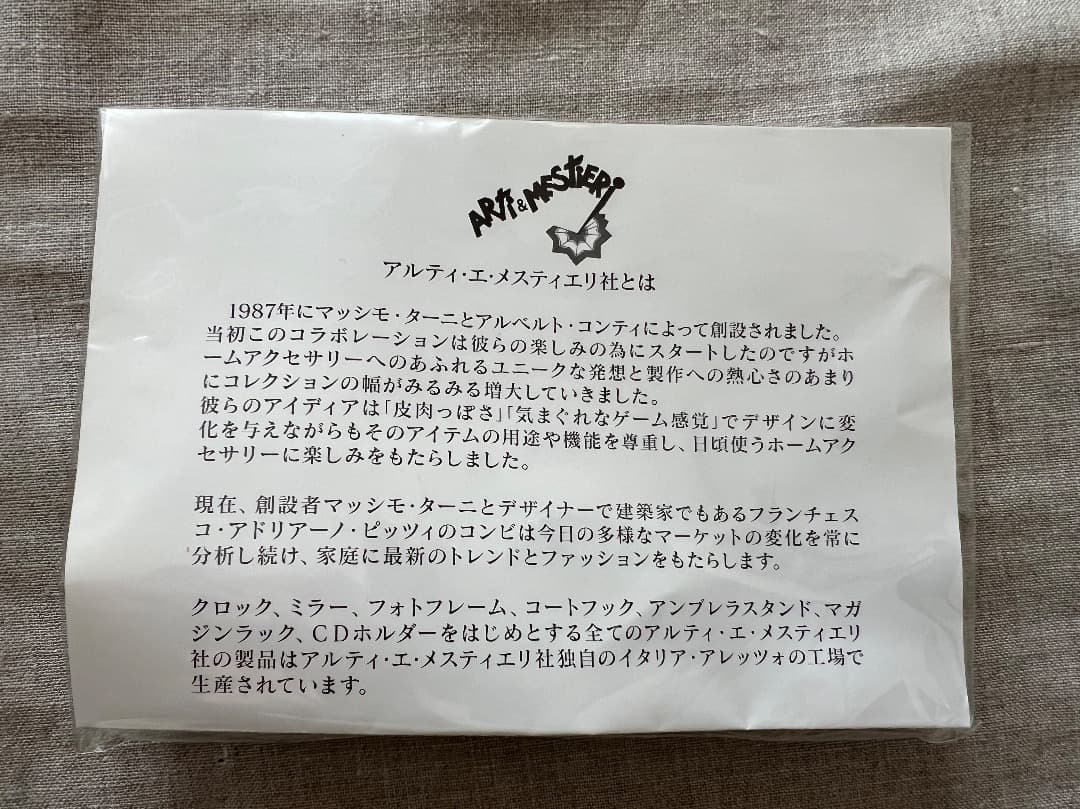 ARTI & MESTIERI
アルティ・エ・メスティエリ社とは
1987年にマッシモ・ターニとアルベルト・コンティによって創設されました。
当初このコラボレーションは彼らの楽しみの為にスタートしたのですがホ
ームアクセサリーへのあふれるユニークな発想と製作への熱心さのあまり
にコレクションの幅がみるみる増大していきました。
彼らのアイディアは「皮肉っぽさ」「気まぐれなゲーム感覚」でデザインに変
化を与えながらもそのアイテムの用途や機能を尊重し、日頃使うホームアク
セサリーに楽しみをもたらしました。
現在、創設者マッシモ・ターニとデザイナーで建築家でもあるフランチェス
コ・アドリアーノ・ピッツィのコンビは今日の多様なマーケットの変化を常に
分析し続け、家庭に最新のトレンドとファッションをもたらします。
クロック、ミラー、フォトフレーム、コートフック、アンブレラスタンド、マガ
ジンラック、CDホルダーをはじめとする全てのアルティ・エ・メスティエリ
社の製品はアルティ・エ・メスティエリ社独自のイタリア・アレッツォの工場で
生産されています。